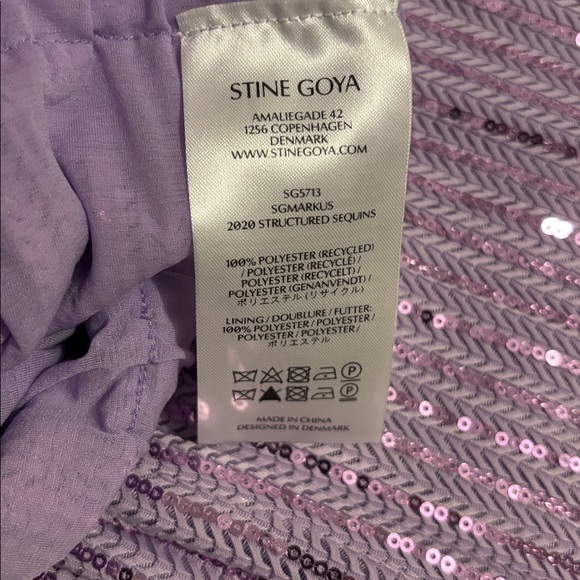 STINE GOYA
AMALIEGADE 42
1256 COPENHAGEN
DENMARK
WWW.STINEGOYA.COM
SG5713
SGMARKUS
2020 STRUCTURED SEQUINS
100% POLYESTER (RECYCLED)
/ POLYESTER (RECYCLÉ) /
POLYESTER (RECYCELT) /
POLYESTER (GENANVENDT) /
ポリエステル (リサイクル)
LINING / DOUBLURE / FUTTER:
100% POLYESTER / POLYESTER /
POLYESTER / POLYESTER /
ポリエステル
P
P
MADE IN CHINA
DESIGNED IN DENMARK